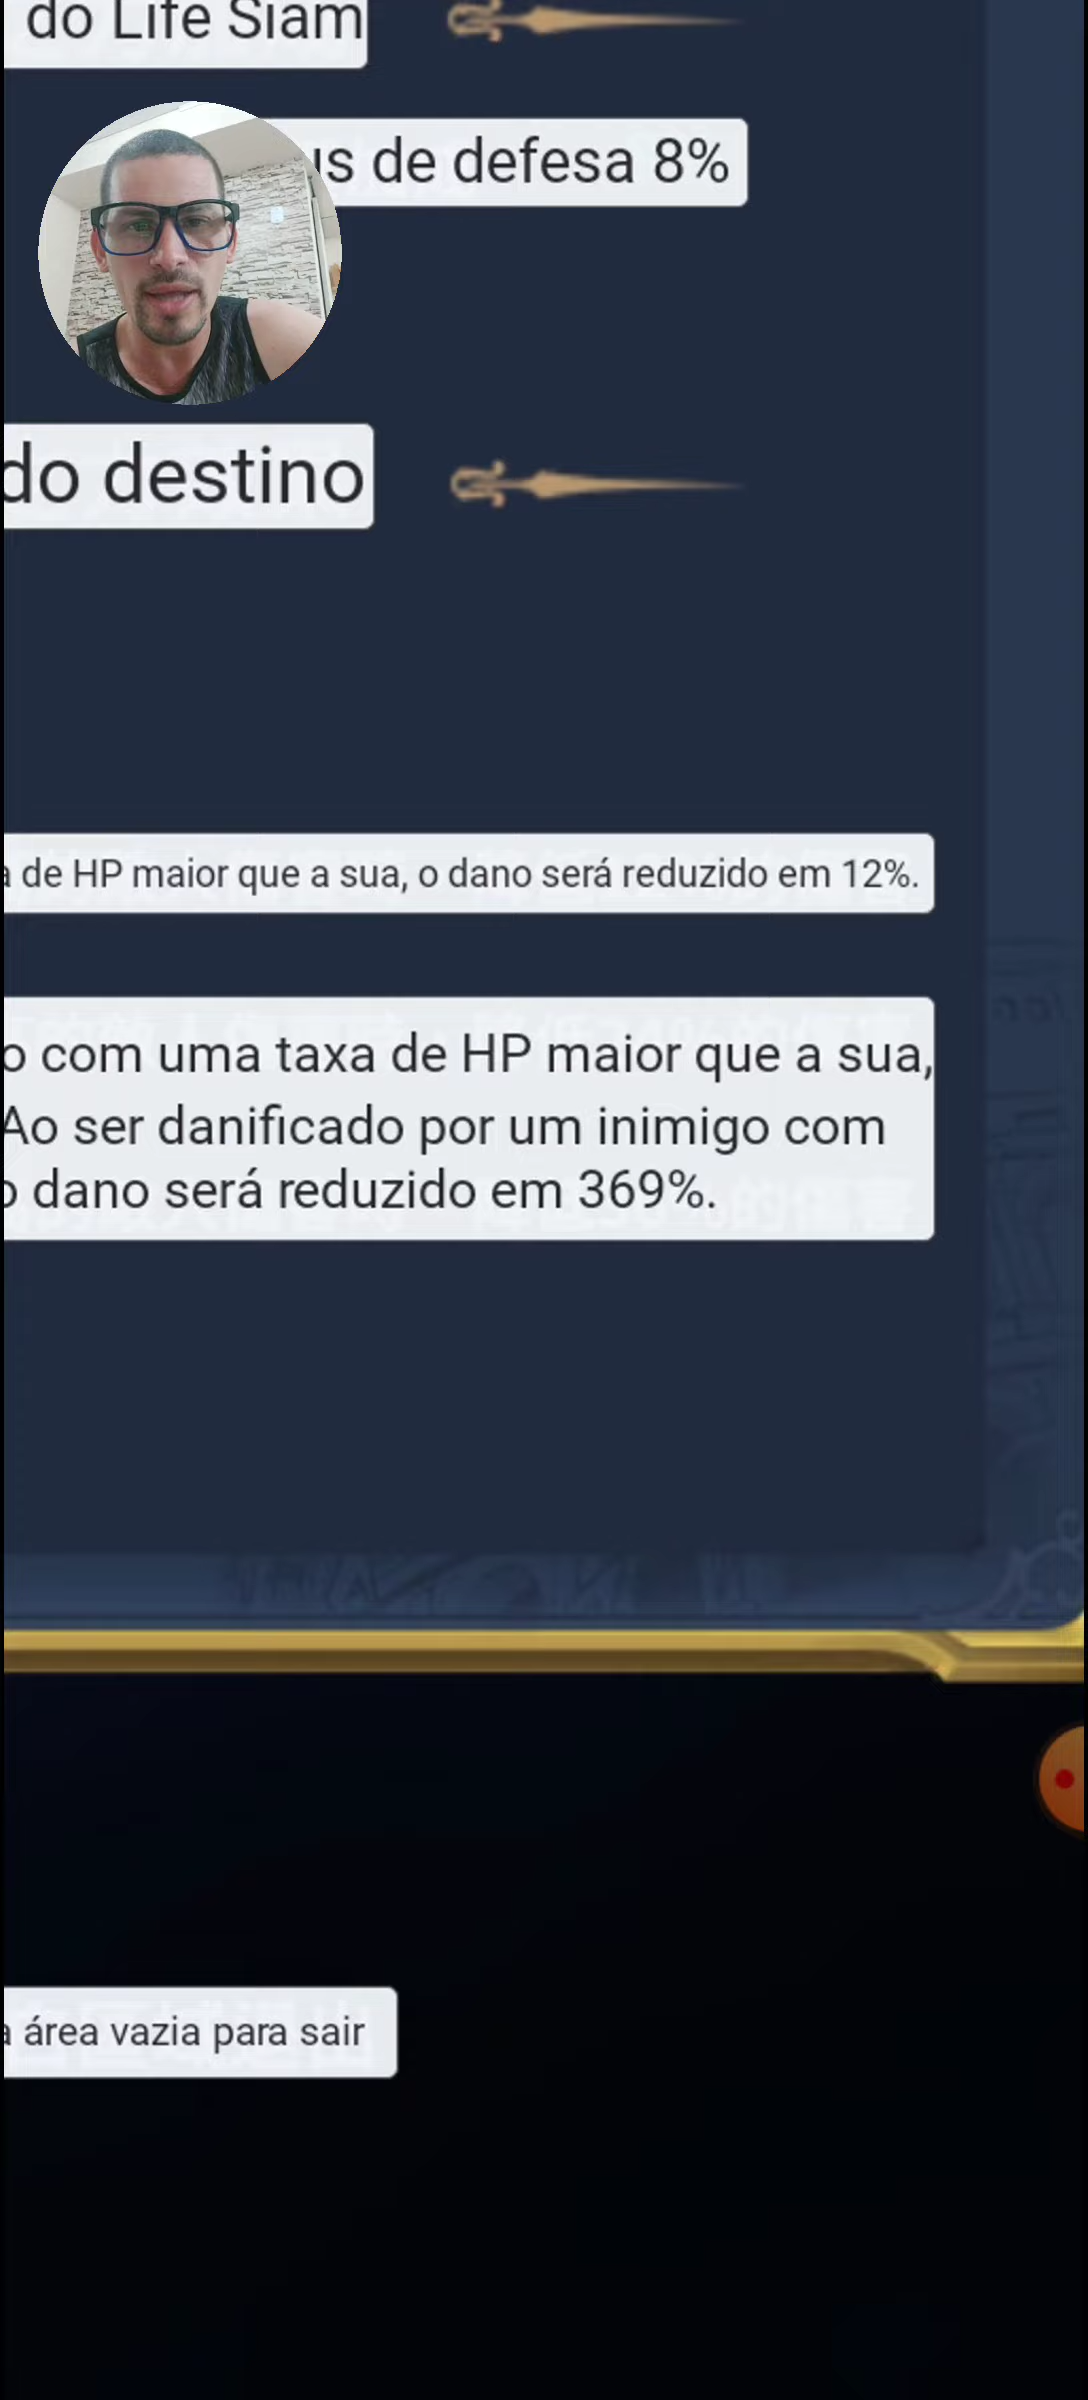 do Life Siam
us de defesa 8%
do destino
de HP maior que a sua, o dano será reduzido em 12%.
o com uma taxa de HP maior que a sua,
Ao ser danificado por um inimigo com
o dano será reduzido em 369%.
a área vazia para sair